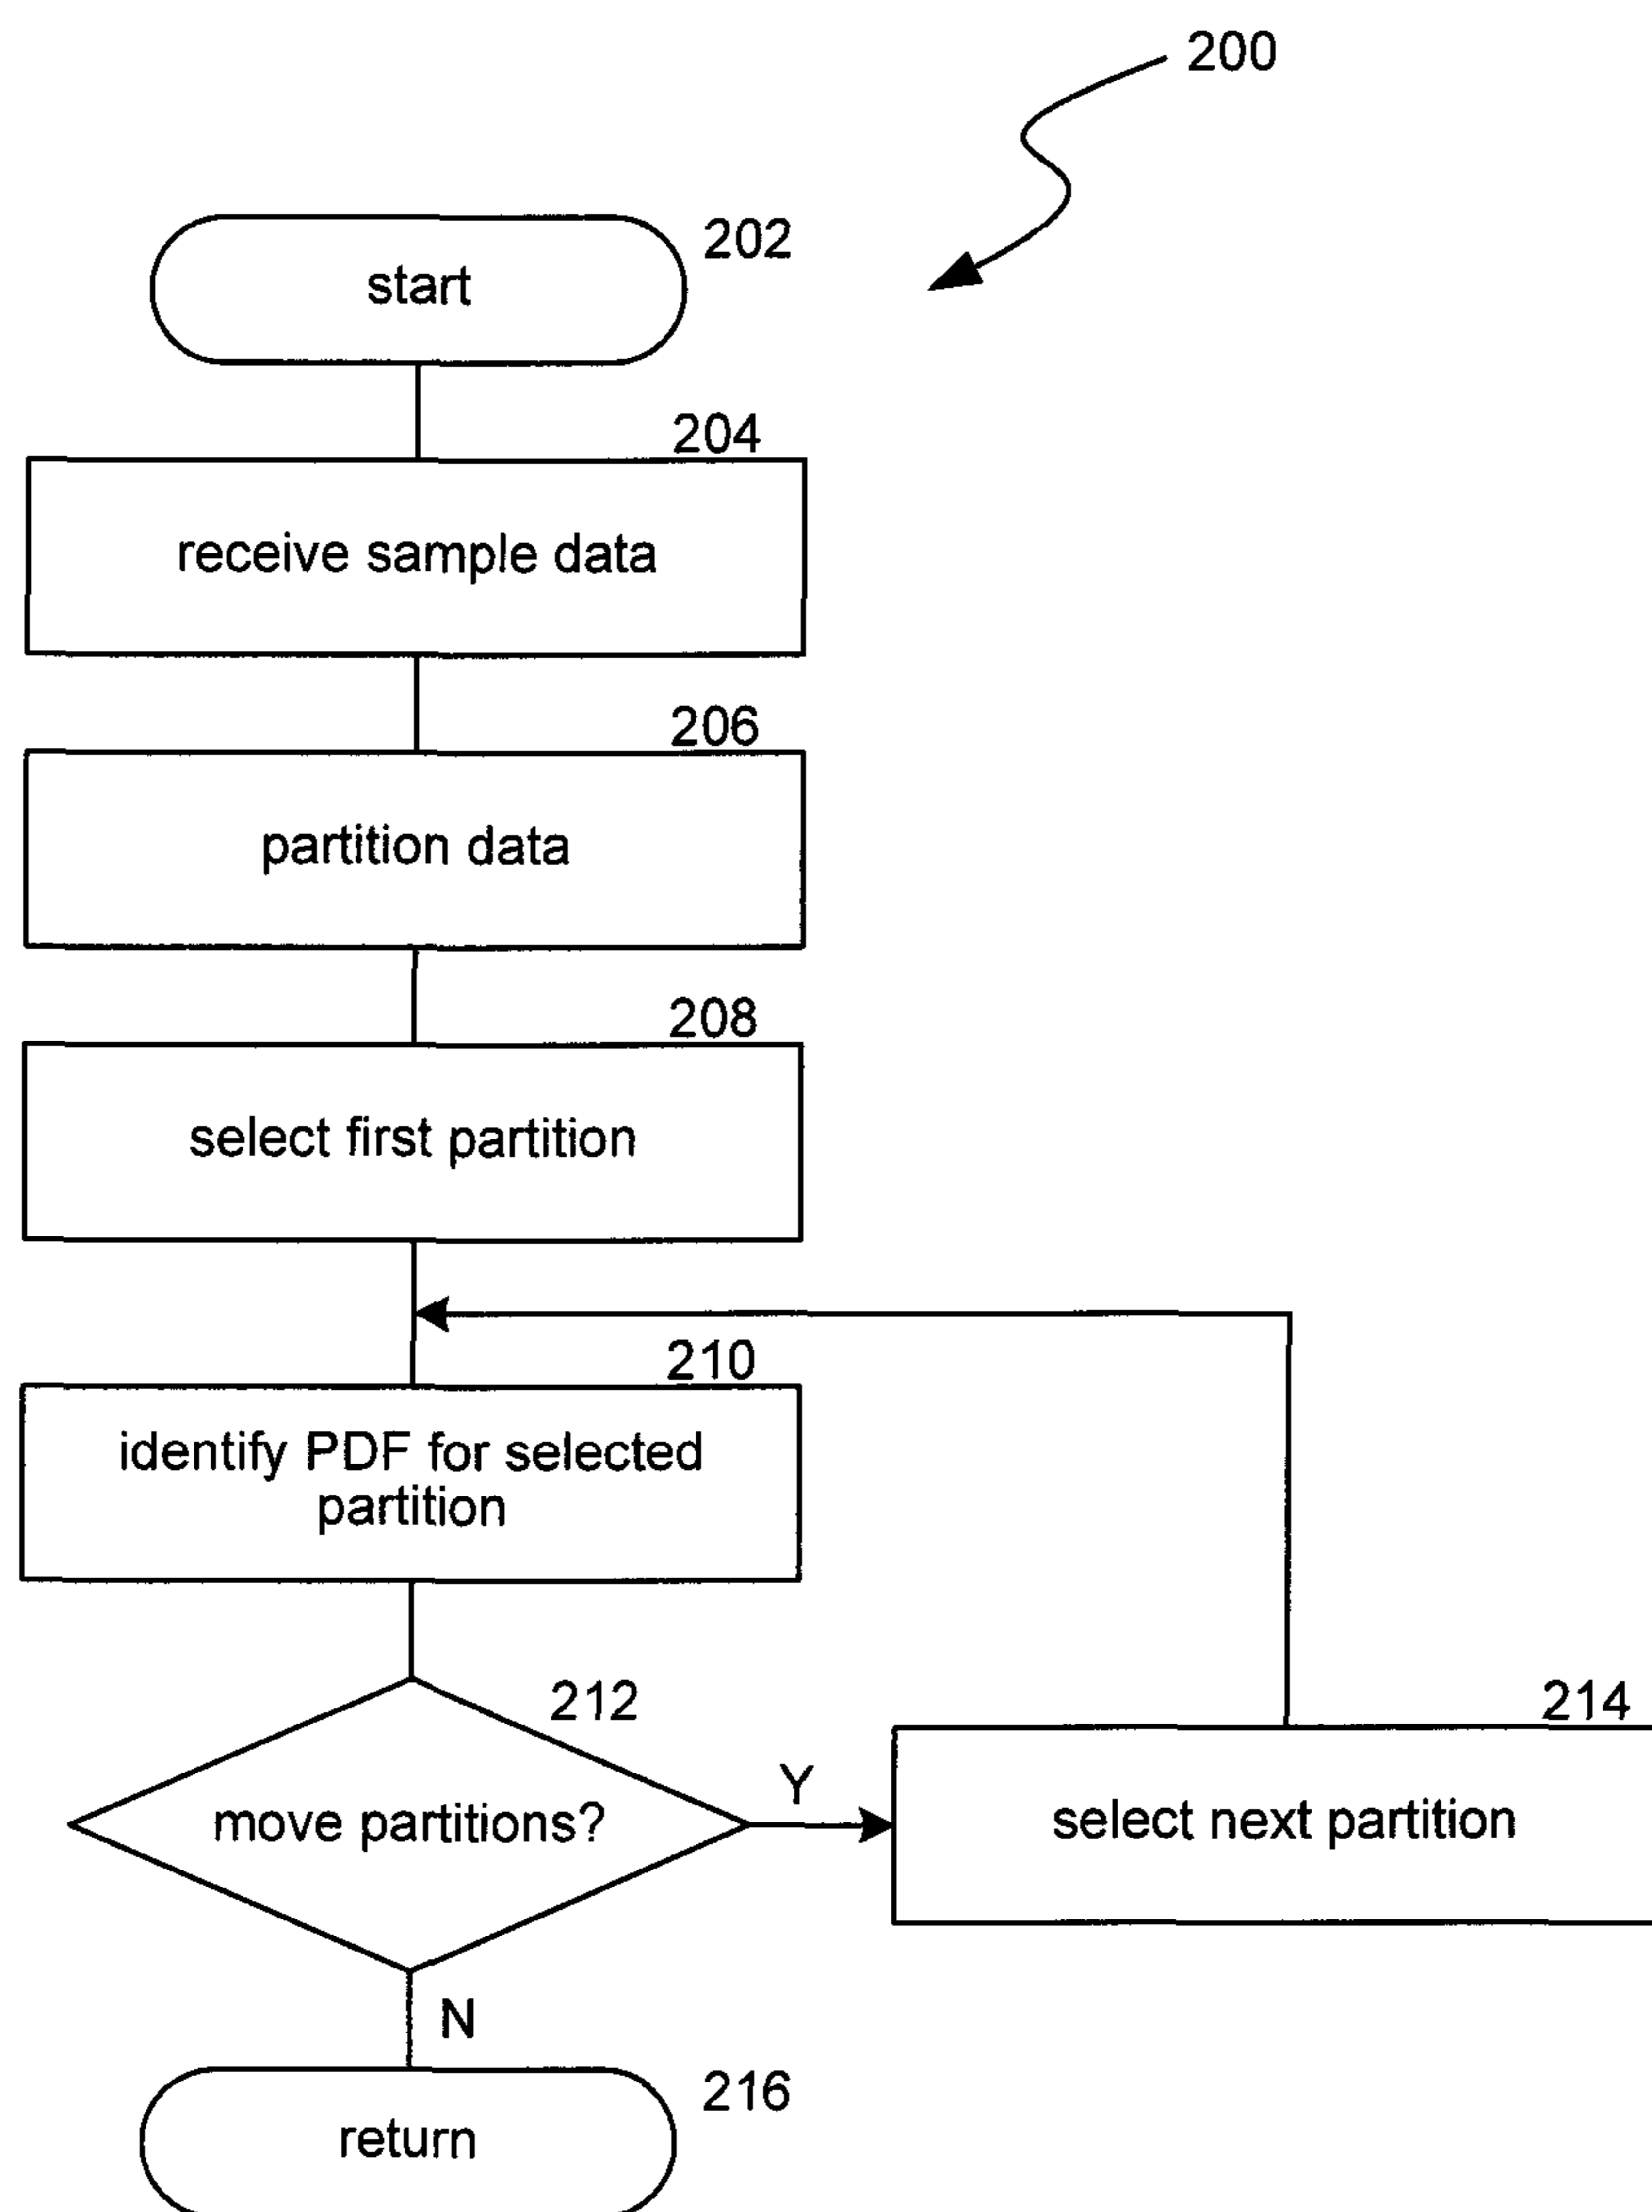 200
202
start
204
receive sample data
206
partition data
208
select first partition
210
identify PDF for selected
partition
212
move partitions?
Y
214
select next partition
N
216
return